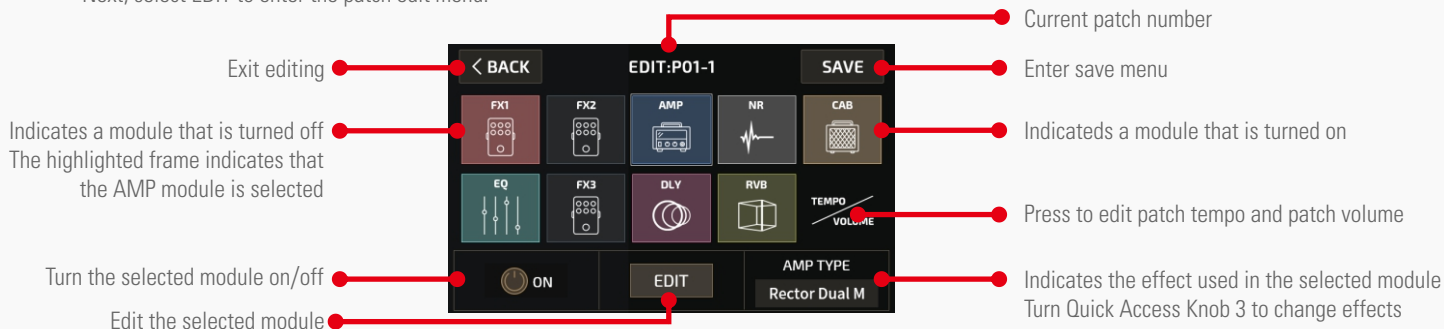 Next, select EDIT to enter the patch edit menu.
Current patch number
Exit editing
< BACK
EDIT:P01-1
SAVE
Enter save menu
FX1
FX2
AMP
NR
CAB
Indicates a module that is turned off
The highlighted frame indicates that
the AMP module is selected
Indicateds a module that is turned on
EQ
FX3
DLY
RVB
TEMPO
VOLUME
Press to edit patch tempo and patch volume
Turn the selected module on/off
ON
EDIT
AMP TYPE
Rector Dual M
Indicates the effect used in the selected module
Turn Quick Access Knob 3 to change effects
Edit the selected module